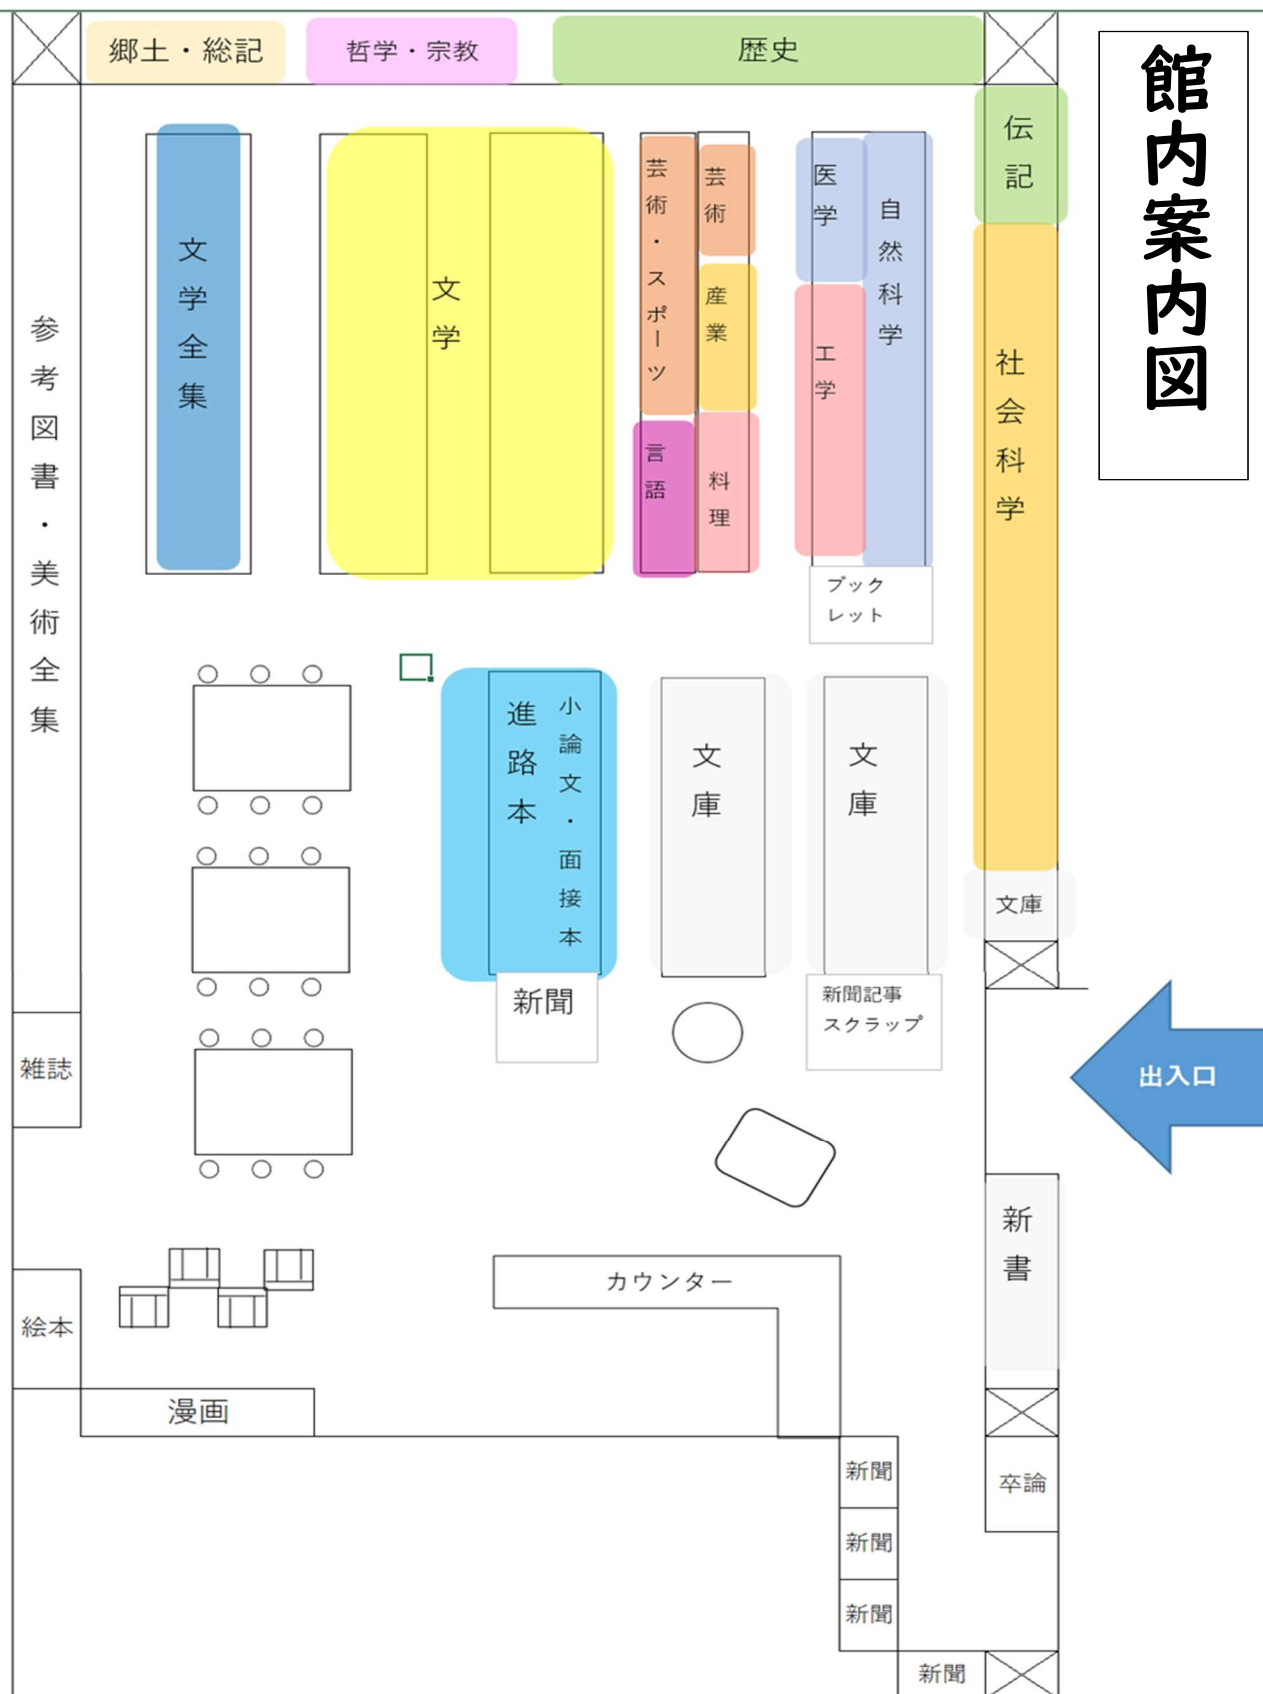 館内案内図
郷土・総記
哲学・宗教
歴史
伝記
参考図書・美術全集
文学全集
文学
芸術・スポーツ
芸術
産業
言語
料理
医学
自然科学
工学
社会科学
ブック
レット
進路本
小論文・面接本
文庫
文庫
文庫
新聞
新聞記事
スクラップ
雑誌
出入口
新書
カウンター
絵本
漫画
新聞
卒論
新聞
新聞
新聞